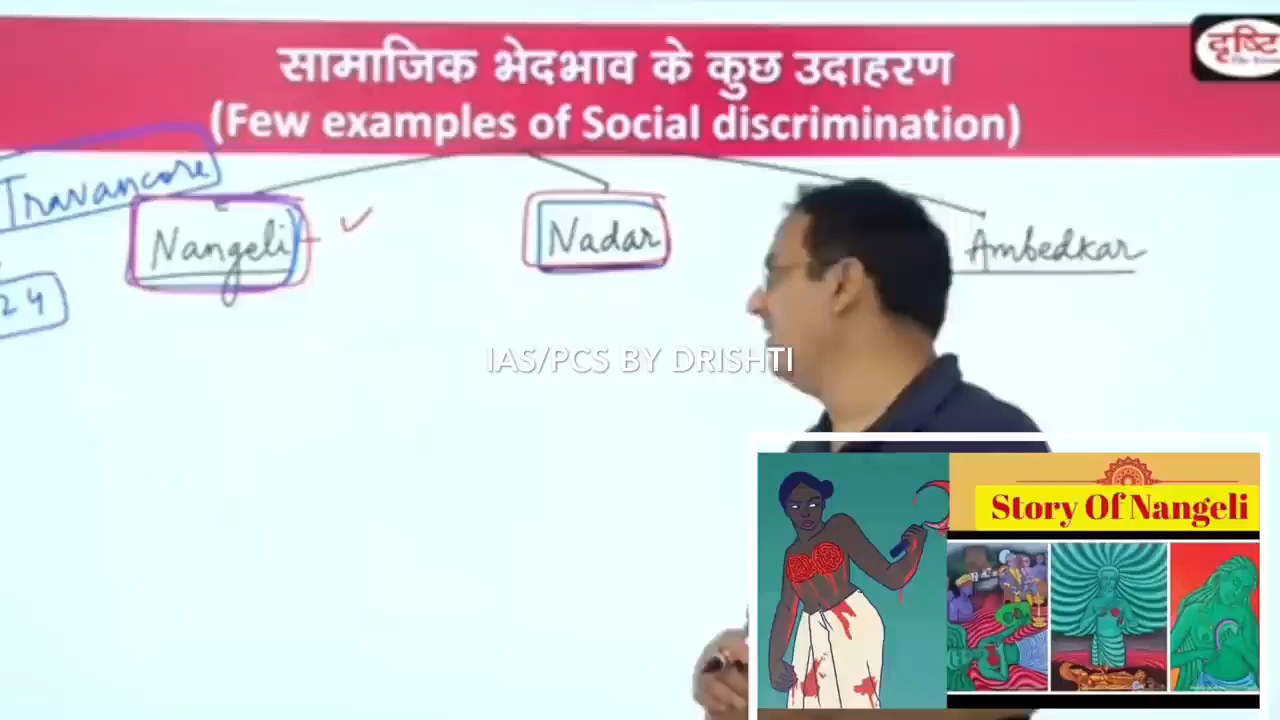 सामाजिक भेदभाव के कुछ उदाहरण
(Few examples of Social discrimination)
दृष्टि
Travancore
Nangeli
Nadar
Ambedkar
24
IAS/PCS BY DRISHTI
Story Of Nangeli